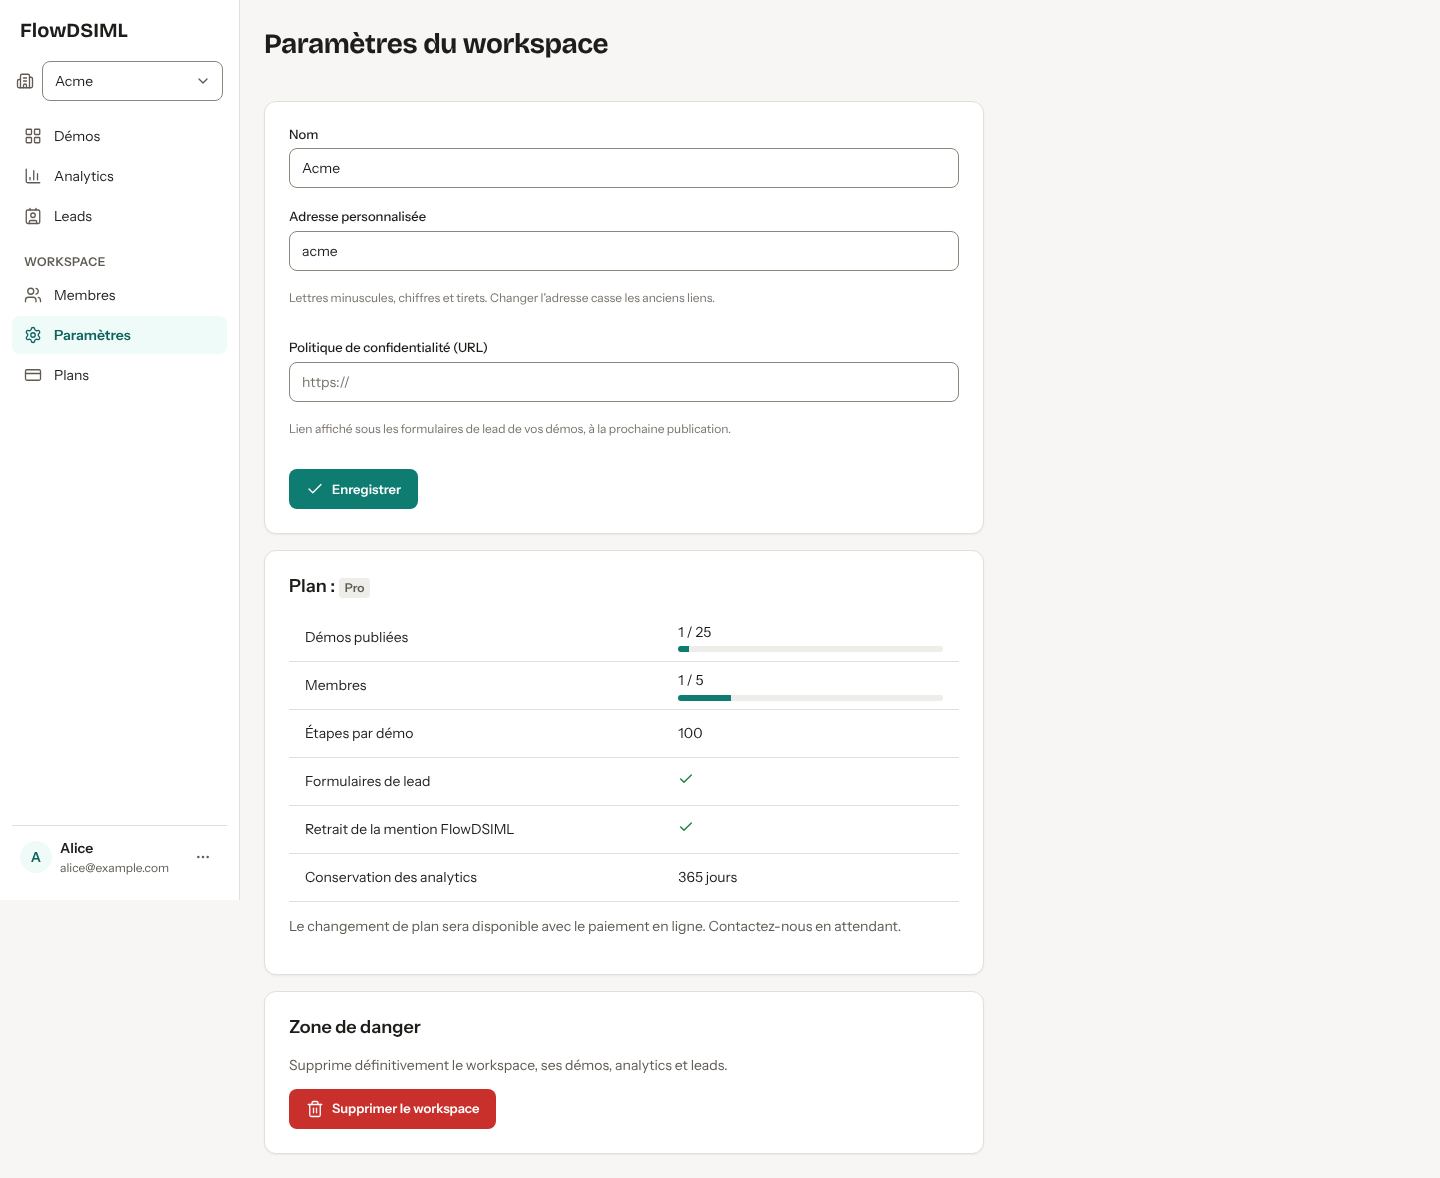 FlowDSIML
Acme
Démos
Analytics
Leads
WORKSPACE
Membres
Paramètres
Plans
A
Alice
alice@example.com
Paramètres du workspace
Nom
Acme
Adresse personnalisée
acme
Lettres minuscules, chiffres et tirets. Changer l'adresse casse les anciens liens.
Politique de confidentialité (URL)
https://
Lien affiché sous les formulaires de lead de vos démos, à la prochaine publication.
Enregistrer
Plan : Pro
Démos publiées 1 / 25
Membres 1 / 5
Étapes par démo 100
Formulaires de lead
Retrait de la mention FlowDSIML
Conservation des analytics 365 jours
Le changement de plan sera disponible avec le paiement en ligne. Contactez-nous en attendant.
Zone de danger
Supprime définitivement le workspace, ses démos, analytics et leads.
Supprimer le workspace